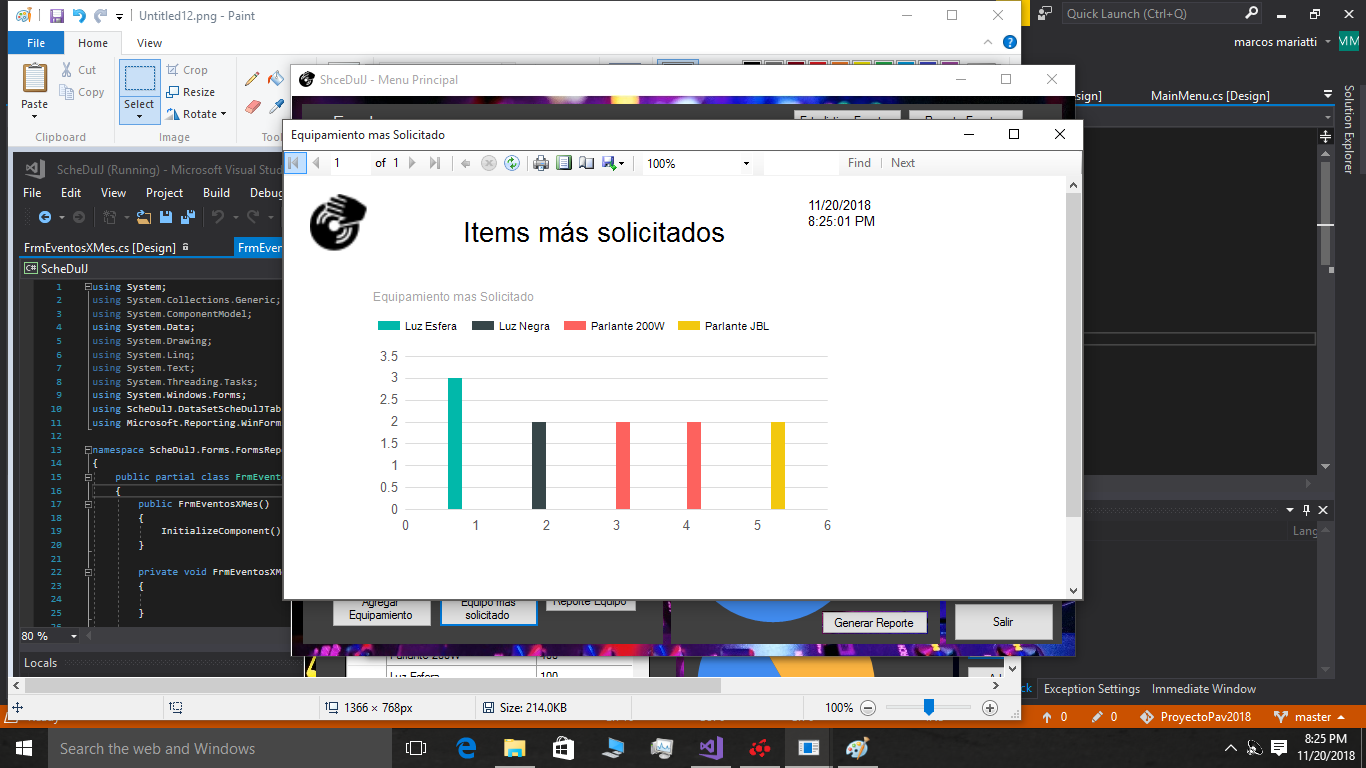 Untitled12.png - Paint
Quick Launch (Ctrl+Q)
marcos mariatti
MM
File
Home
View
Paste
Cut
Copy
Clipboard
Select
Crop
Resize
Rotate
Image
ShceDulJ - Menu Principal
MainMenu.cs [Design]
Solution Explorer
Equipamiento mas Solicitado
1 of 1
100%
Find | Next
Items más solicitados
11/20/2018
8:25:01 PM
Equipamiento mas Solicitado
Luz Esfera
Luz Negra
Parlante 200W
Parlante JBL
3.5
3
2.5
2
1.5
1
0.5
0
0 1 2 3 4 5 6
ScheDulJ (Running) - Microsoft Visual Stud
File Edit View Project Build Debug
FrmEventosXMes.cs [Design]
FrmEven
C# ScheDulJ
1 using System;
2 using System.Collections.Generic;
3 using System.ComponentModel;
4 using System.Data;
5 using System.Drawing;
6 using System.Linq;
7 using System.Text;
8 using System.Threading.Tasks;
9 using System.Windows.Forms;
10 using ScheDulJ.DataSetScheDulJTab
11 using Microsoft.Reporting.WinForm
12
13 namespace ScheDulJ.Forms.FormsRep
14 {
15 public partial class FrmEvento
16 {
17 public FrmEventosXMes()
18 {
19 InitializeComponent()
20 }
21
22 private void FrmEventosXMe
23 {
24
25 }
80 %
Locals
Agregar
Equipamiento
Equipo mas
solicitado
Reporte Equipo
Generar Reporte
Salir
Parlante 200W
Luz Esfera 100
Lang
Exception Settings
Immediate Window
1366 × 768px
Size: 214.0KB
100%
0
0
ProyectoPav2018
master
Search the web and Windows
8:25 PM
11/20/2018